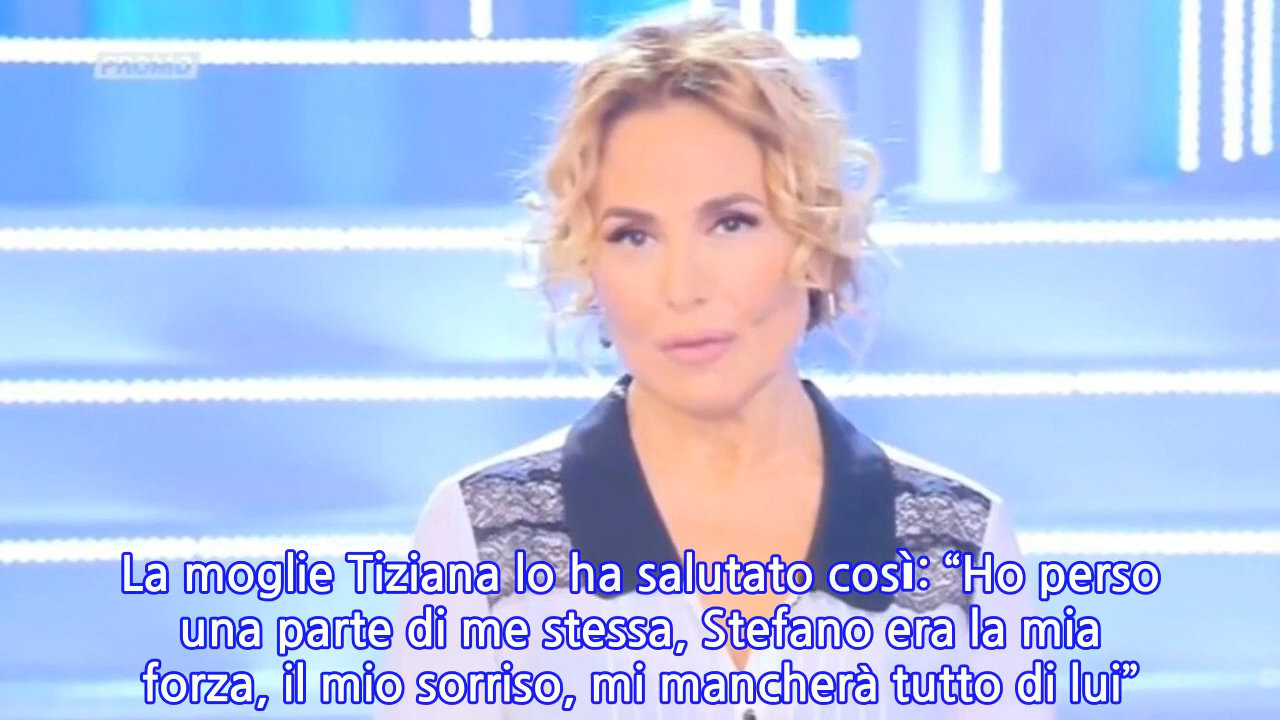 PROMO
La moglie Tiziana lo ha salutato così: “Ho perso
una parte di me stessa, Stefano era la mia
forza, il mio sorriso, mi mancherà tutto di lui”